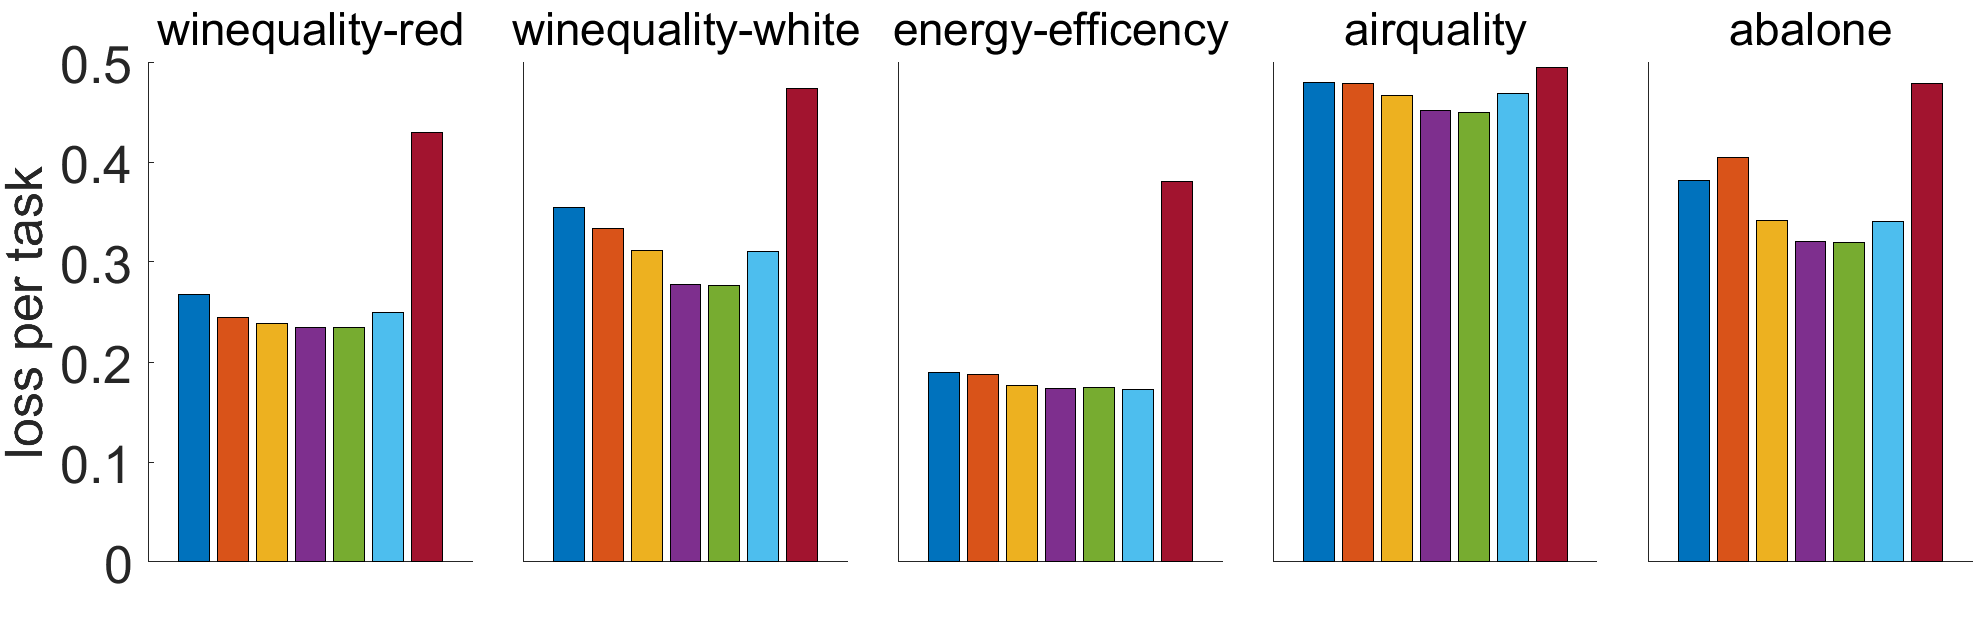 winequality-red
winequality-white
energy-efficency
airquality
abalone
loss per task
0.5
0.4
0.3
0.2
0.1
0